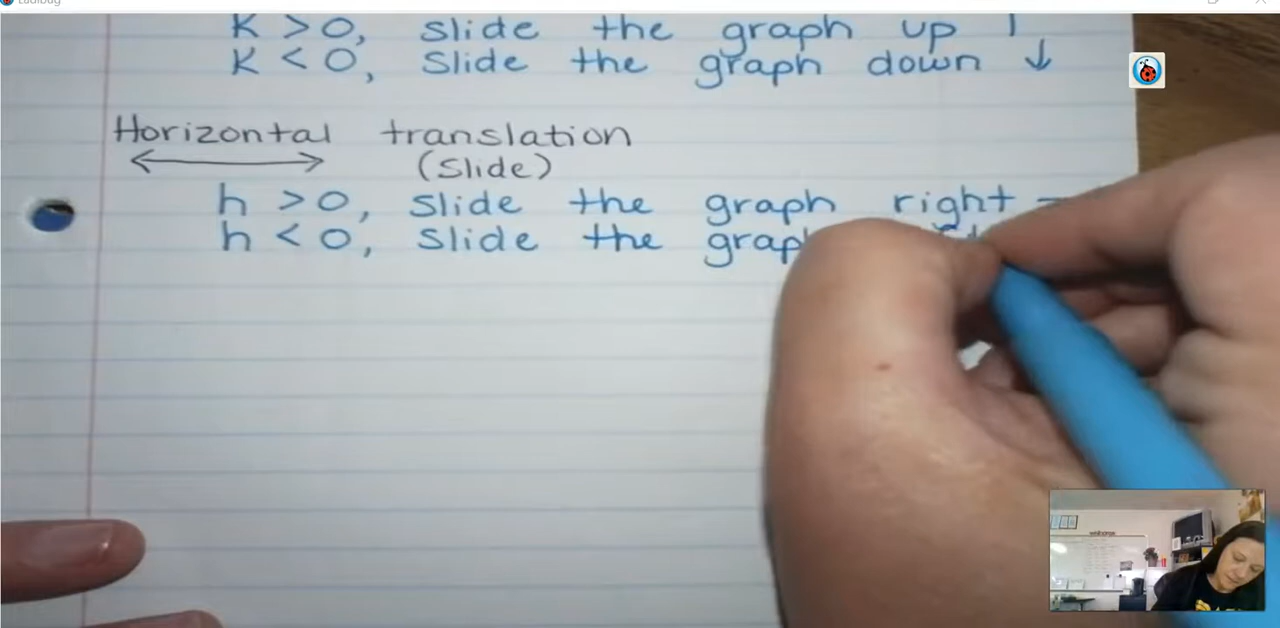 K > 0, slide the graph up
K < 0, Slide the graph down ↓
Horizontal translation
(Slide)
h > 0, slide the graph right
h < 0, slide the